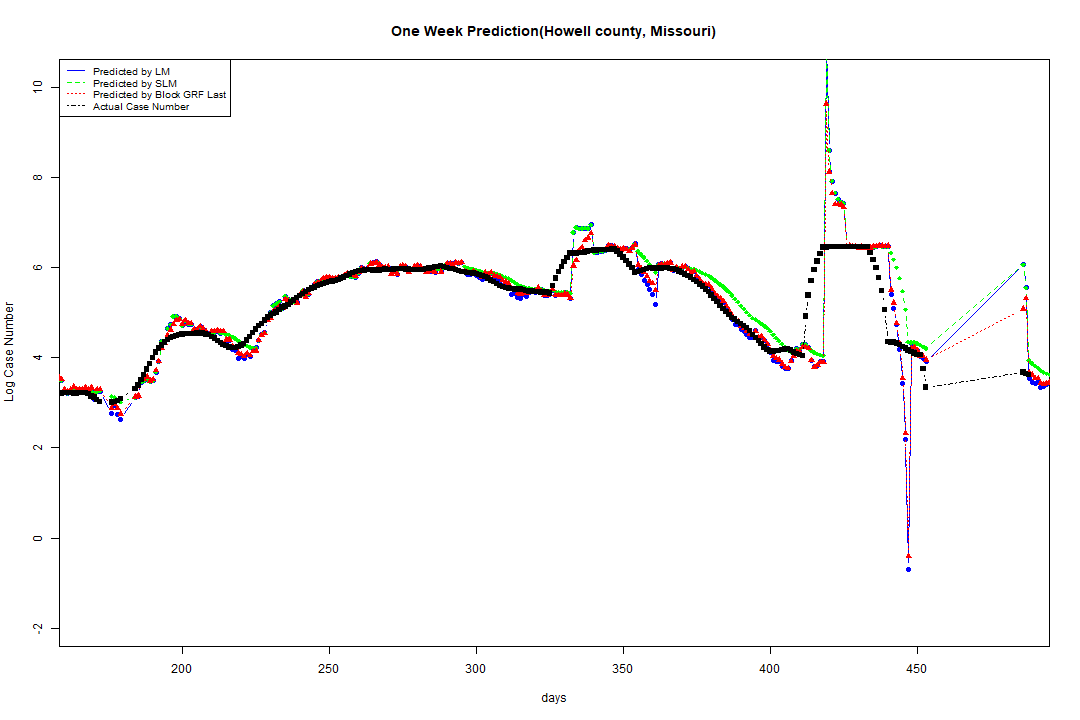 One Week Prediction(Howell county, Missouri)
Predicted by LM
Predicted by SLM
Predicted by Block GRF Last
Actual Case Number
10
8
6
4
2
0
-2
Log Case Number
200
250
300
350
400
450
days